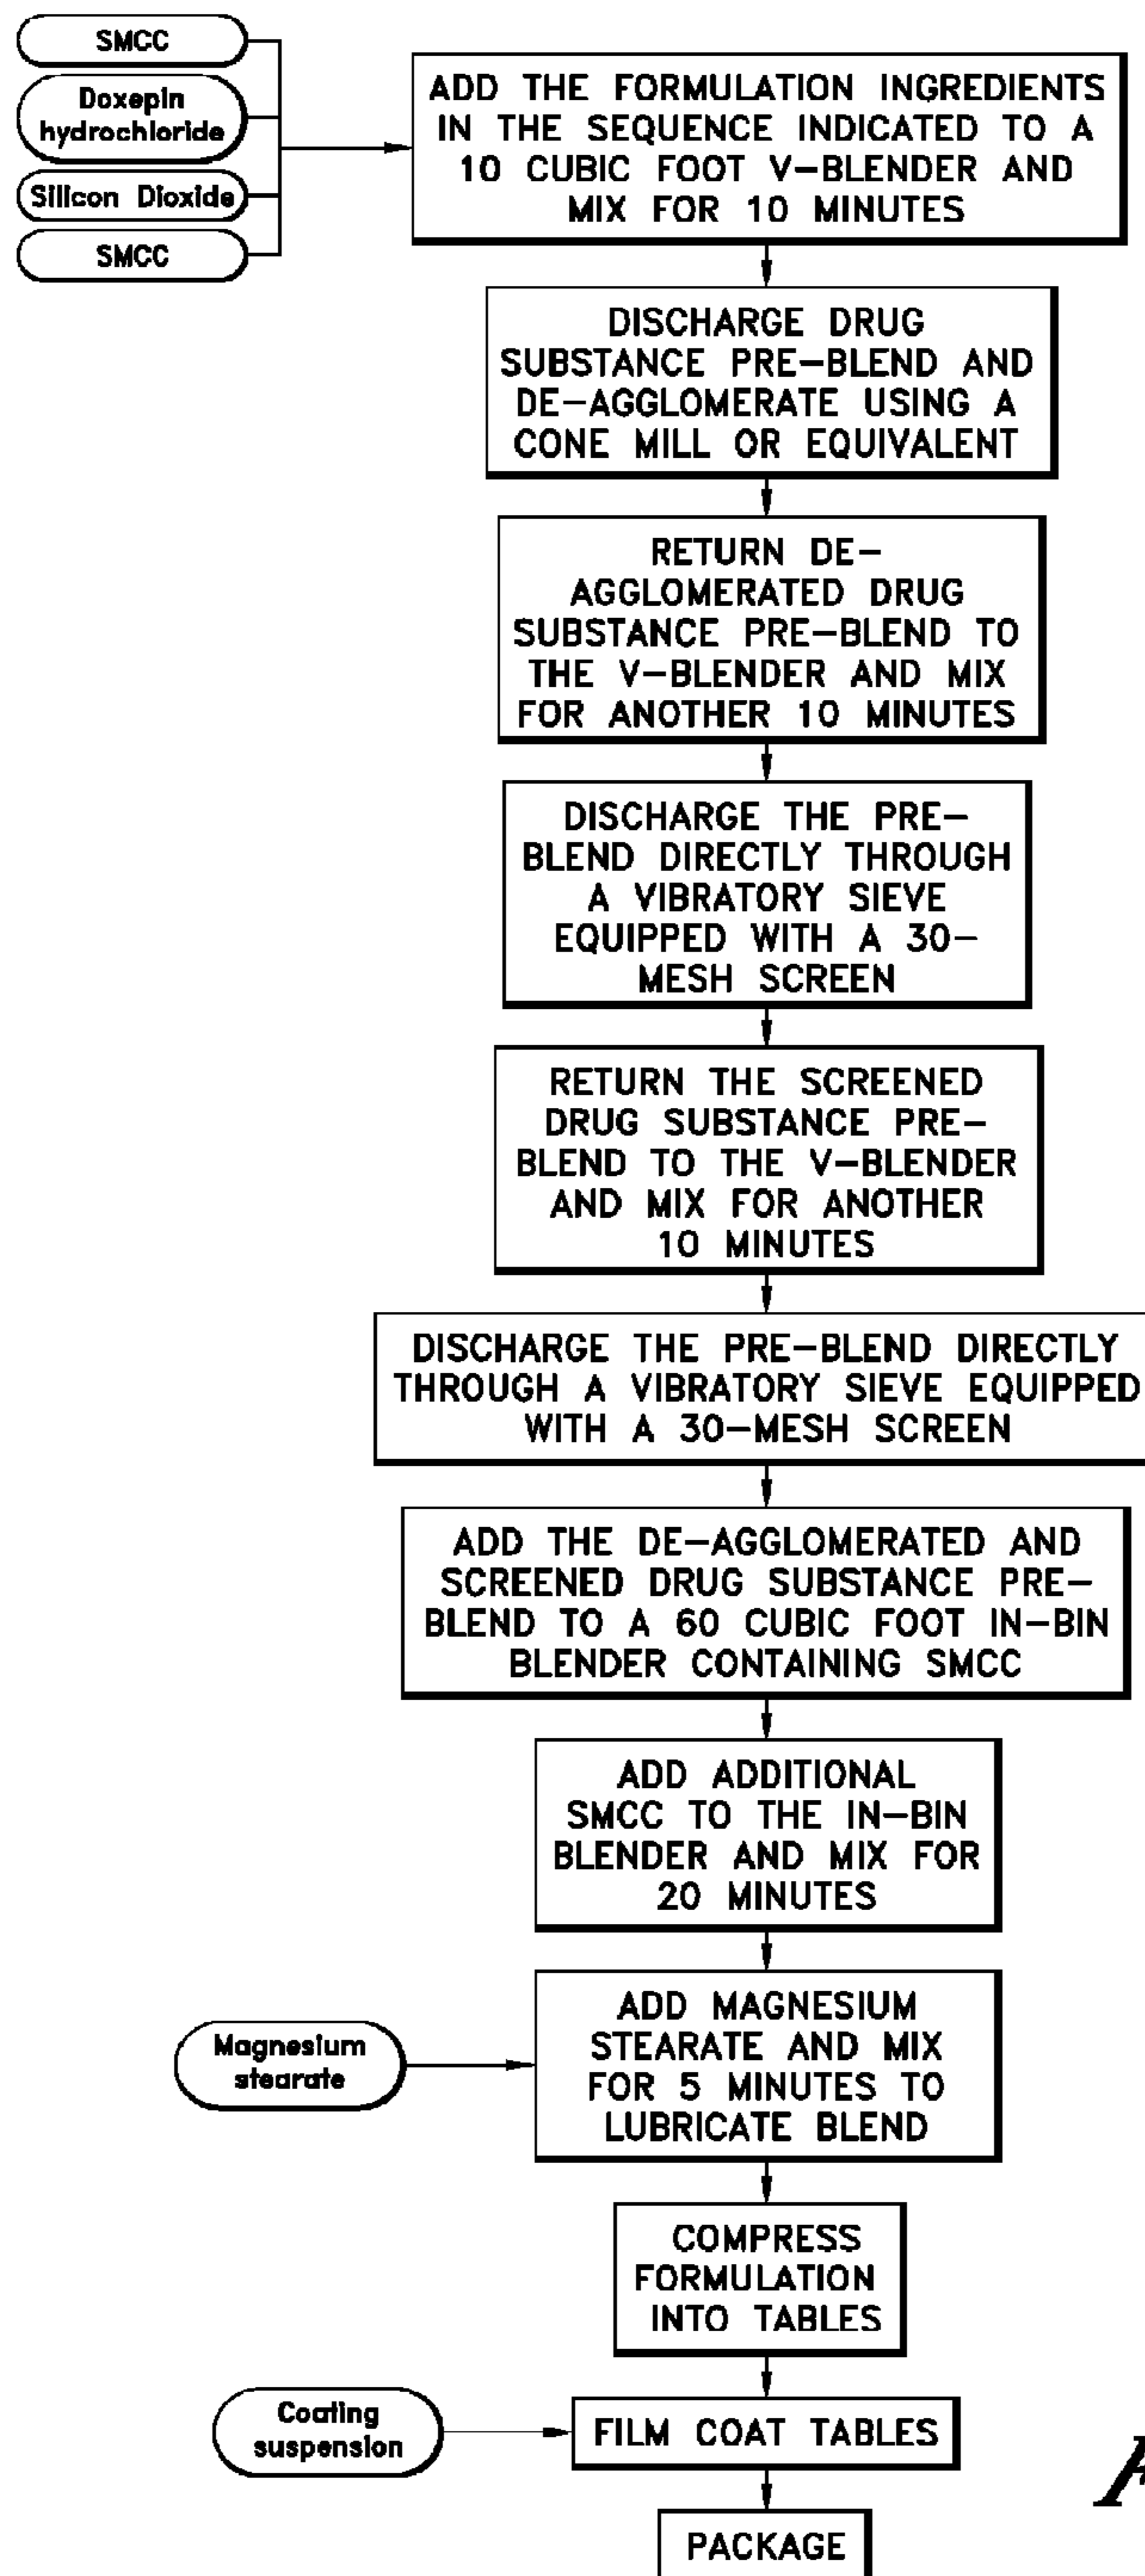 SMCC
Doxepin
hydrochloride
Silicon Dioxide
SMCC
ADD THE FORMULATION INGREDIENTS
IN THE SEQUENCE INDICATED TO A
10 CUBIC FOOT V-BLENDER AND
MIX FOR 10 MINUTES
DISCHARGE DRUG
SUBSTANCE PRE-BLEND AND
DE-AGGLOMERATE USING A
CONE MILL OR EQUIVALENT
RETURN DE-
AGGLOMERATED DRUG
SUBSTANCE PRE-BLEND TO
THE V-BLENDER AND MIX
FOR ANOTHER 10 MINUTES
DISCHARGE THE PRE-
BLEND DIRECTLY THROUGH
A VIBRATORY SIEVE
EQUIPPED WITH A 30-
MESH SCREEN
RETURN THE SCREENED
DRUG SUBSTANCE PRE-
BLEND TO THE V-BLENDER
AND MIX FOR ANOTHER
10 MINUTES
DISCHARGE THE PRE-BLEND DIRECTLY
THROUGH A VIBRATORY SIEVE EQUIPPED
WITH A 30-MESH SCREEN
ADD THE DE-AGGLOMERATED AND
SCREENED DRUG SUBSTANCE PRE-
BLEND TO A 60 CUBIC FOOT IN-BIN
BLENDER CONTAINING SMCC
ADD ADDITIONAL
SMCC TO THE IN-BIN
BLENDER AND MIX FOR
20 MINUTES
Magnesium
stearate
ADD MAGNESIUM
STEARATE AND MIX
FOR 5 MINUTES TO
LUBRICATE BLEND
COMPRESS
FORMULATION
INTO TABLES
Coating
suspension
FILM COAT TABLES
PACKAGE